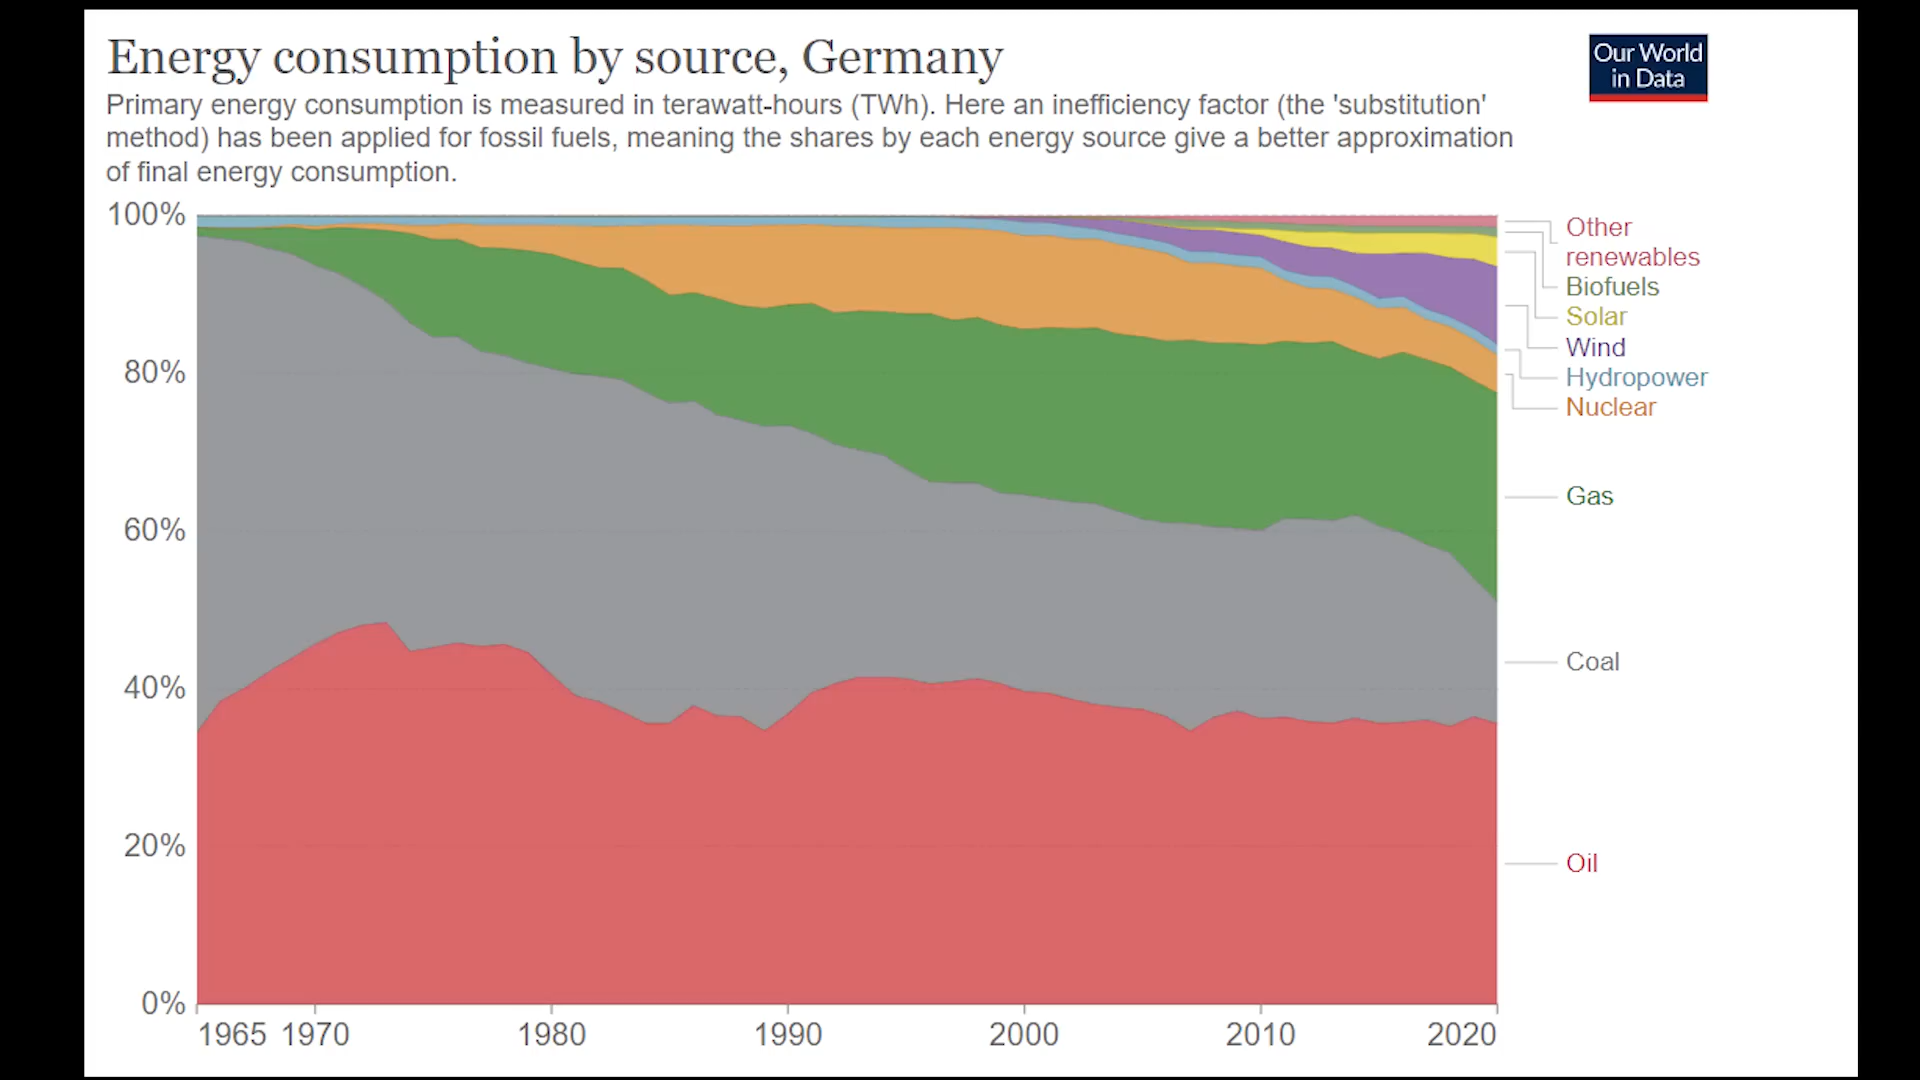 Energy consumption by source, Germany
Our World
in Data
Primary energy consumption is measured in terawatt-hours (TWh). Here an inefficiency factor (the 'substitution'
method) has been applied for fossil fuels, meaning the shares by each energy source give a better approximation
of final energy consumption.
100%
80%
60%
40%
20%
0%
Other
renewables
Biofuels
Solar
Wind
Hydropower
Nuclear
Gas
Coal
Oil
1965 1970 1980 1990 2000 2010 2020